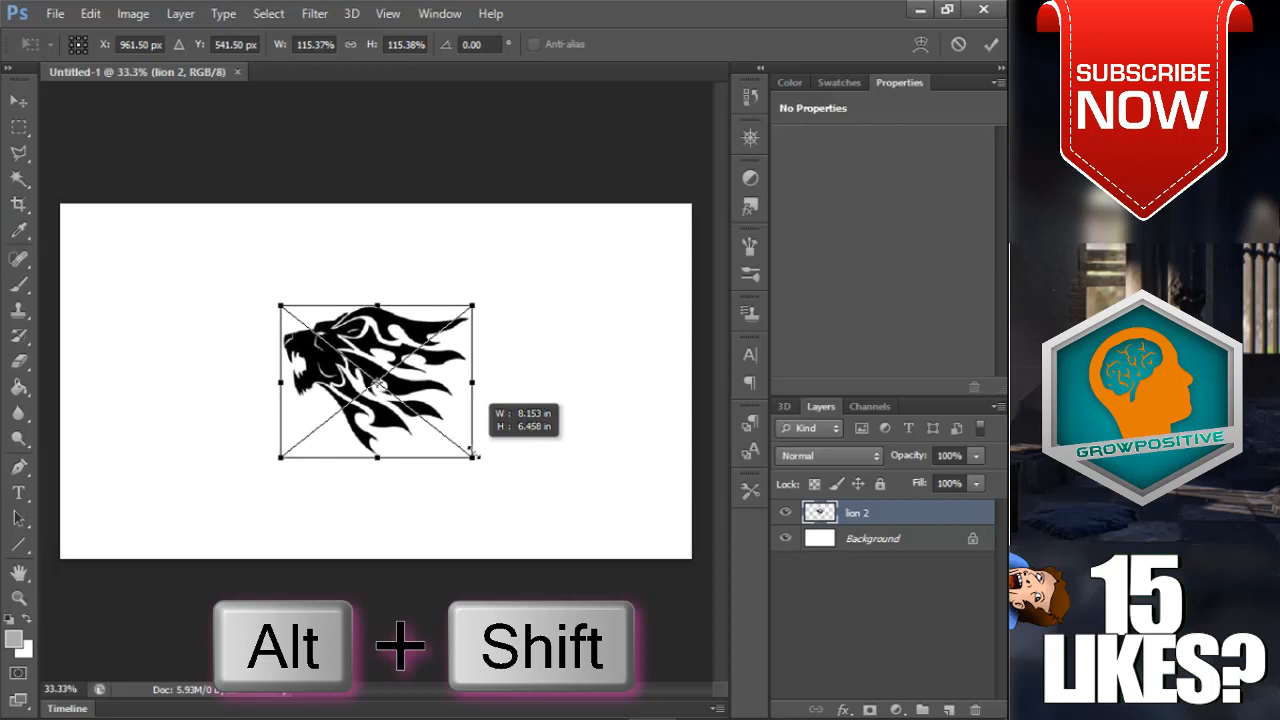 Ps File Edit Image Layer Type Select Filter 3D View Window Help
X: 961.50 px Y: 541.50 px W: 115.37% H: 115.38% 0.00 ° Anti-alias
Untitled-1 @ 33.3% (lion 2, RGB/8) ×
Color Swatches Properties
No Properties
W : 8.153 in
H : 6.458 in
3D Layers Channels
Kind
Normal Opacity: 100%
Lock: Fill: 100%
lion 2
Background
Alt + Shift
33.33% Doc: 5.93M/0
Timeline
fx
SUBSCRIBE
NOW
GROWPOSITIVE
15
LIKES?